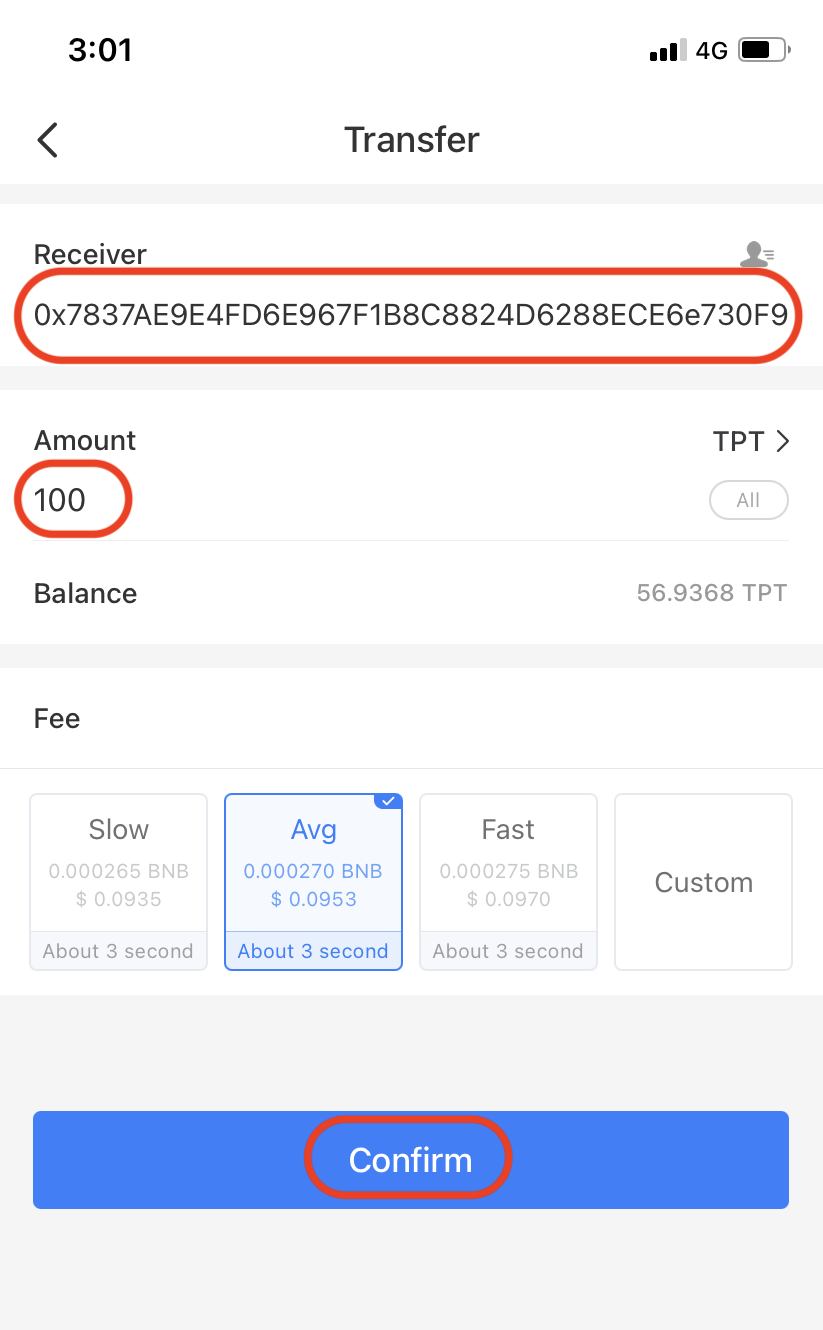 3:01
4G
Transfer
Receiver
0x7837AE9E4FD6E967F1B8C8824D6288ECE6e730F9
Amount
TPT
100
All
Balance
56.9368 TPT
Fee
Slow
0.000265 BNB
$ 0.0935
About 3 second
Avg
0.000270 BNB
$ 0.0953
About 3 second
Fast
0.000275 BNB
$ 0.0970
About 3 second
Custom
Confirm